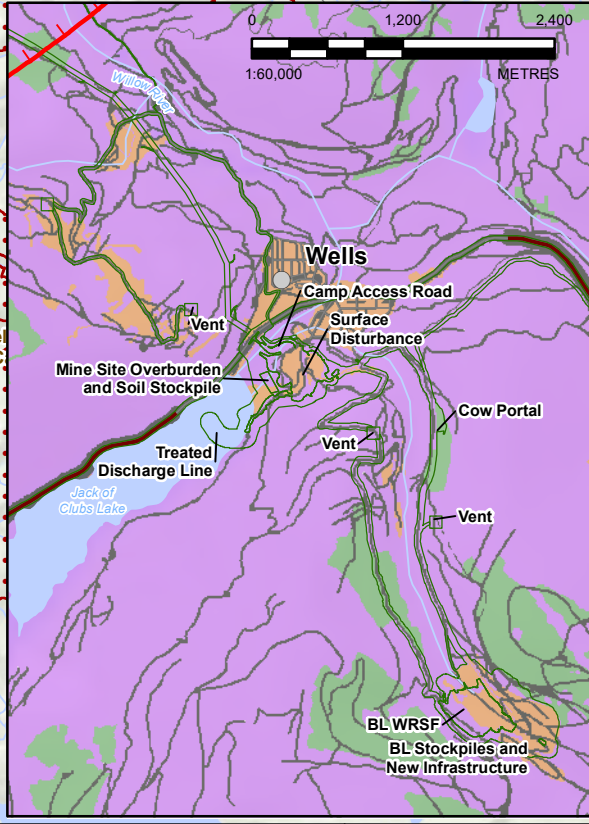 0 1,200 2,400
1:60,000 METRES
Willow River
Wells
Camp Access Road
Vent
Surface
Disturbance
Mine Site Overburden
and Soil Stockpile
Cow Portal
Vent
Treated
Discharge Line
Jack of
Clubs Lake
Vent
BL WRSF
BL Stockpiles and
New Infrastructure